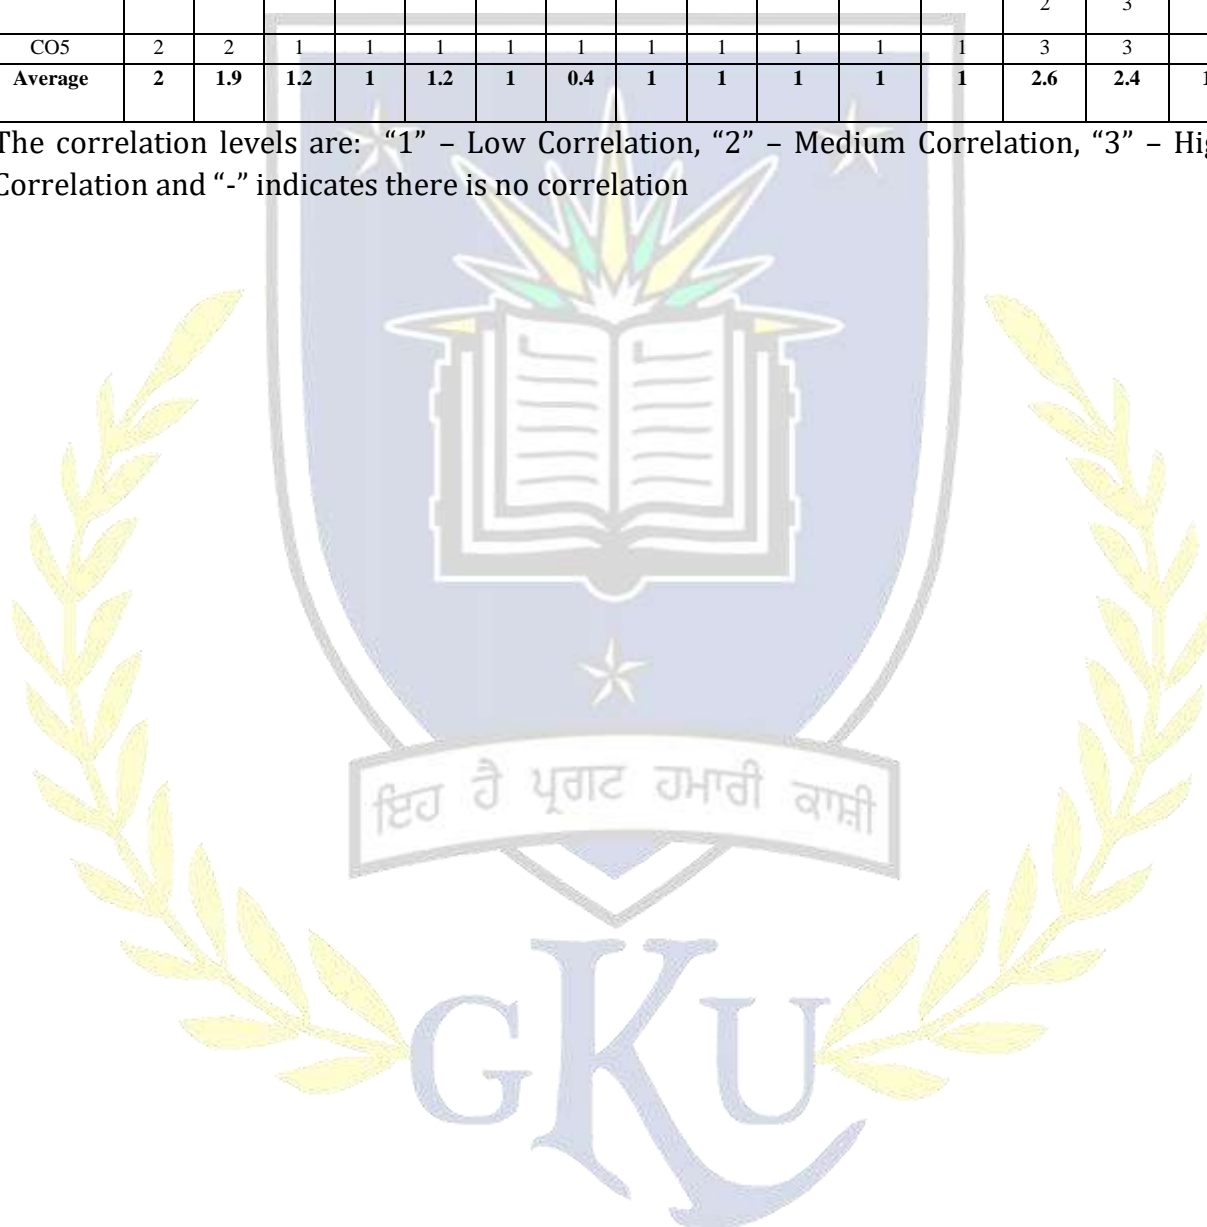 2 3
CO5 2 2 1 1 1 1 1 1 1 1 1 1 3 3
Average 2 1.9 1.2 1 1.2 1 0.4 1 1 1 1 1 2.6 2.4
The correlation levels are: “1” – Low Correlation, “2” – Medium Correlation, “3” – Hig
Correlation and “-” indicates there is no correlation
ਇਹ ਹੈ ਪ੍ਰਗਟ ਹਮਾਰੀ ਕਾਸ਼ੀ
GKU